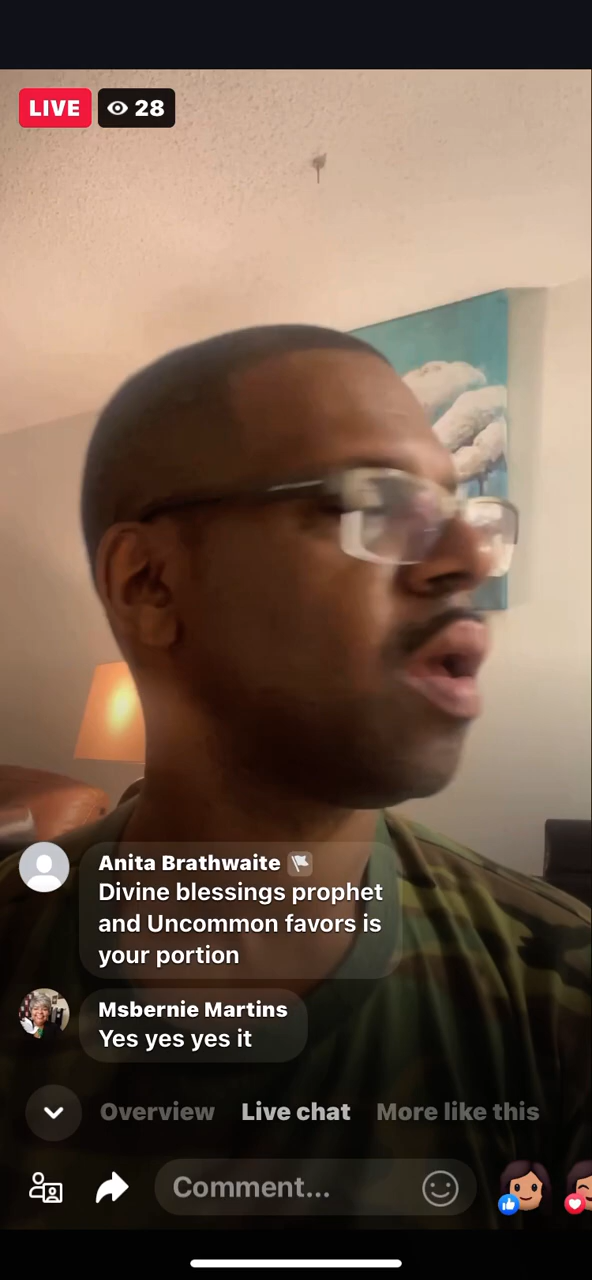 LIVE
28
Anita Brathwaite
Divine blessings prophet
and Uncommon favors is
your portion
Msbernie Martins
Yes yes yes it
Overview Live chat More like this
Comment...